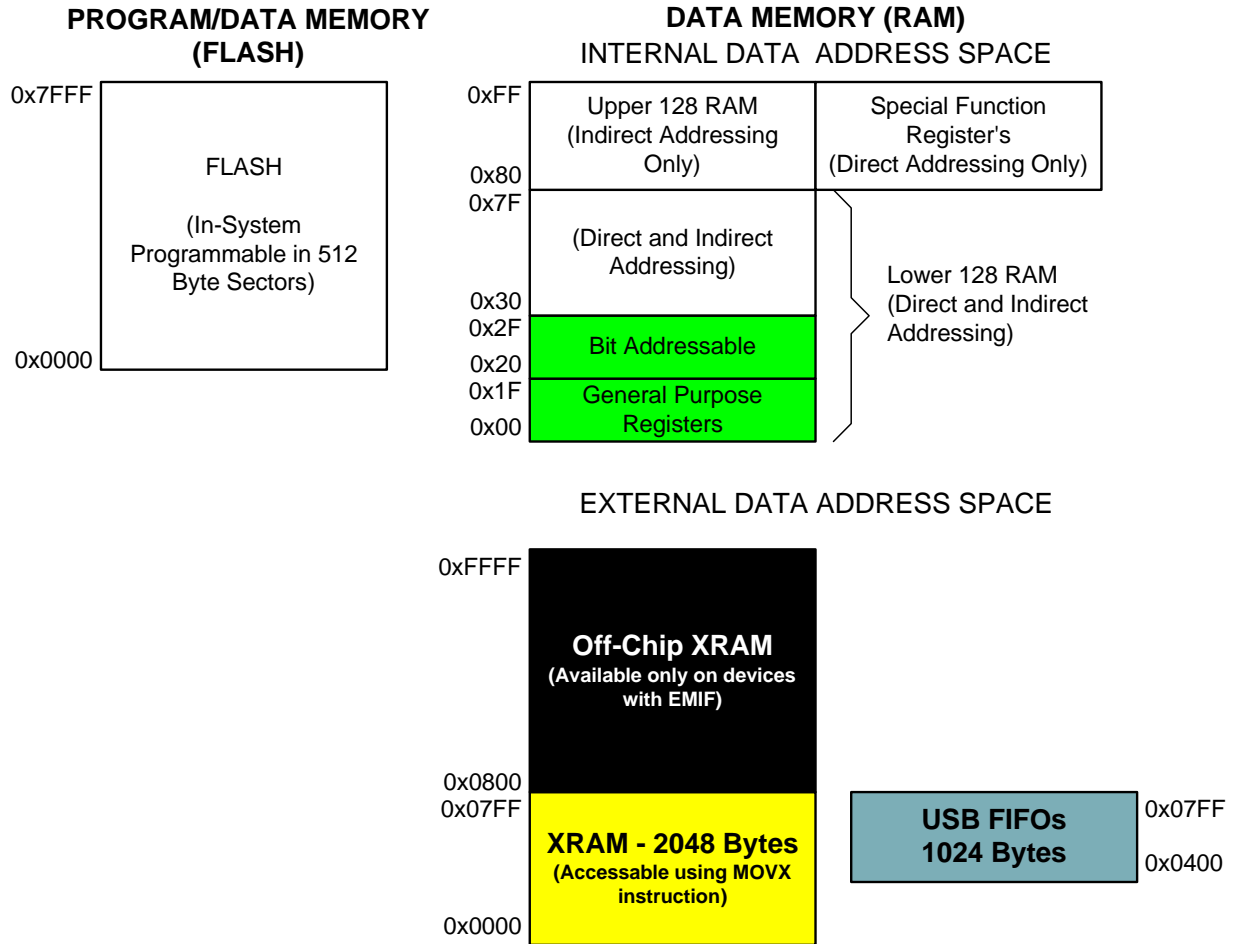 PROGRAM/DATA MEMORY
(FLASH)
0x7FFF
FLASH
(In-System
Programmable in 512
Byte Sectors)
0x0000
DATA MEMORY (RAM)
INTERNAL DATA ADDRESS SPACE
0xFF
Upper 128 RAM
(Indirect Addressing
Only)
0x80
Special Function
Register's
(Direct Addressing Only)
0x7F
(Direct and Indirect
Addressing)
0x30
0x2F
Bit Addressable
0x20
0x1F
General Purpose
Registers
0x00
Lower 128 RAM
(Direct and Indirect
Addressing)
EXTERNAL DATA ADDRESS SPACE
0xFFFF
Off-Chip XRAM
(Available only on devices
with EMIF)
0x0800
0x07FF
XRAM - 2048 Bytes
(Accessable using MOVX
instruction)
0x0000
USB FIFOs
1024 Bytes
0x07FF
0x0400